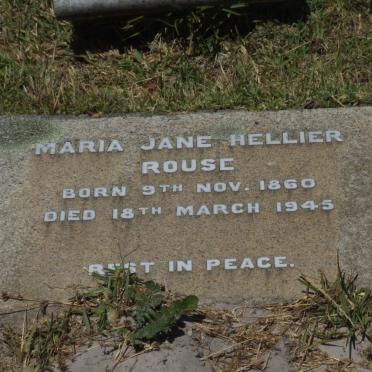 MARIA JANE HELLIER
ROUSE
BORN 9TH NOV. 1860
DIED 18TH MARCH 1945
REST IN PEACE.